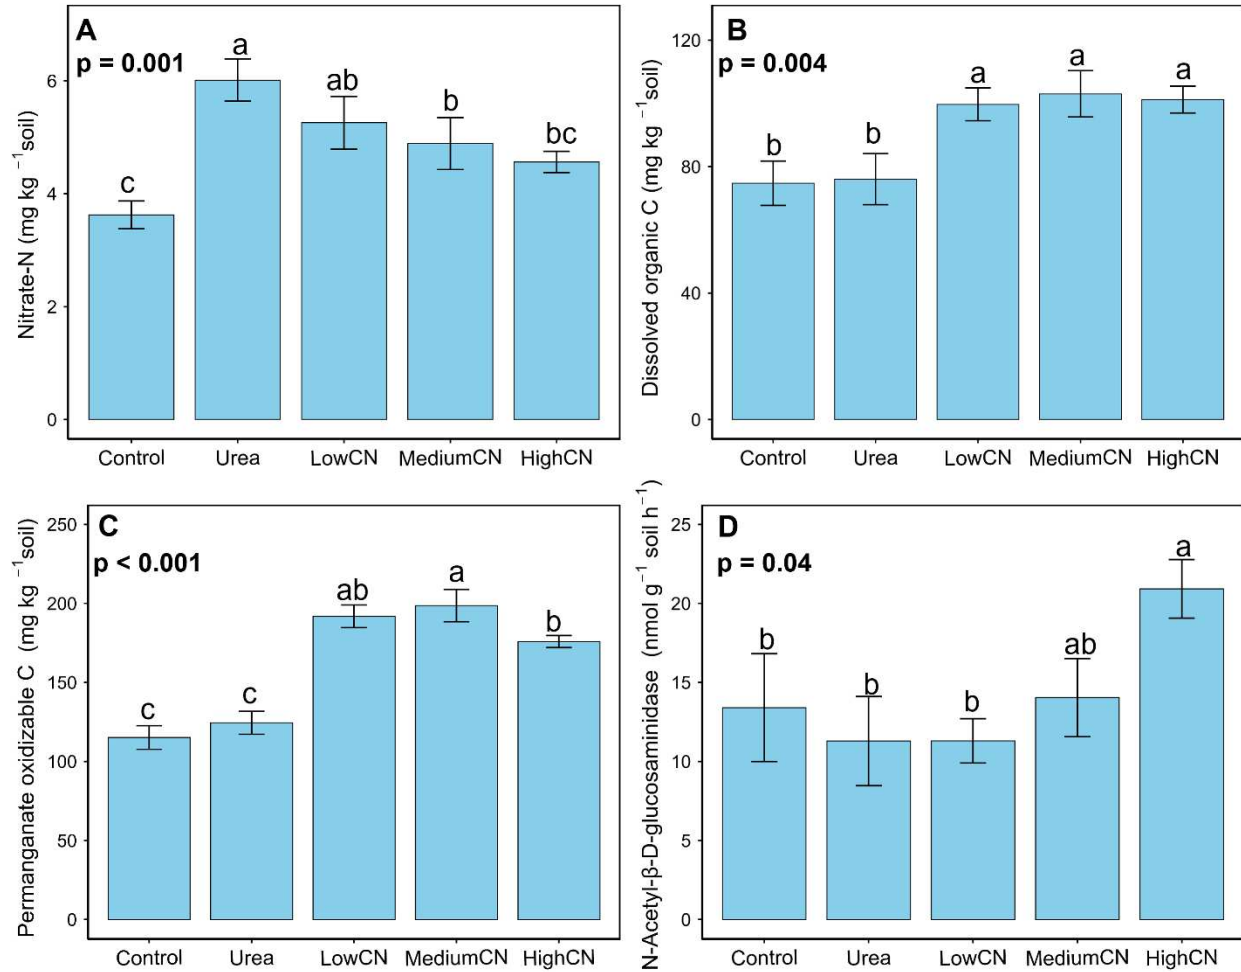 A
p = 0.001
Nitrate-N (mg kg ⁻¹soil)
6
4
2
0
c
a
ab
b
bc
Control Urea LowCN MediumCN HighCN
B
p = 0.004
Dissolved organic C (mg kg ⁻¹soil)
120
80
40
0
b
b
a
a
a
Control Urea LowCN MediumCN HighCN
C
p < 0.001
Permanganate oxidizable C (mg kg ⁻¹soil)
250
200
150
100
50
0
c
c
ab
a
b
Control Urea LowCN MediumCN HighCN
D
p = 0.04
N-Acetyl-β-D-glucosaminidase (nmol g⁻¹ soil h⁻¹)
25
20
15
10
5
0
b
b
b
ab
a
Control Urea LowCN MediumCN HighCN